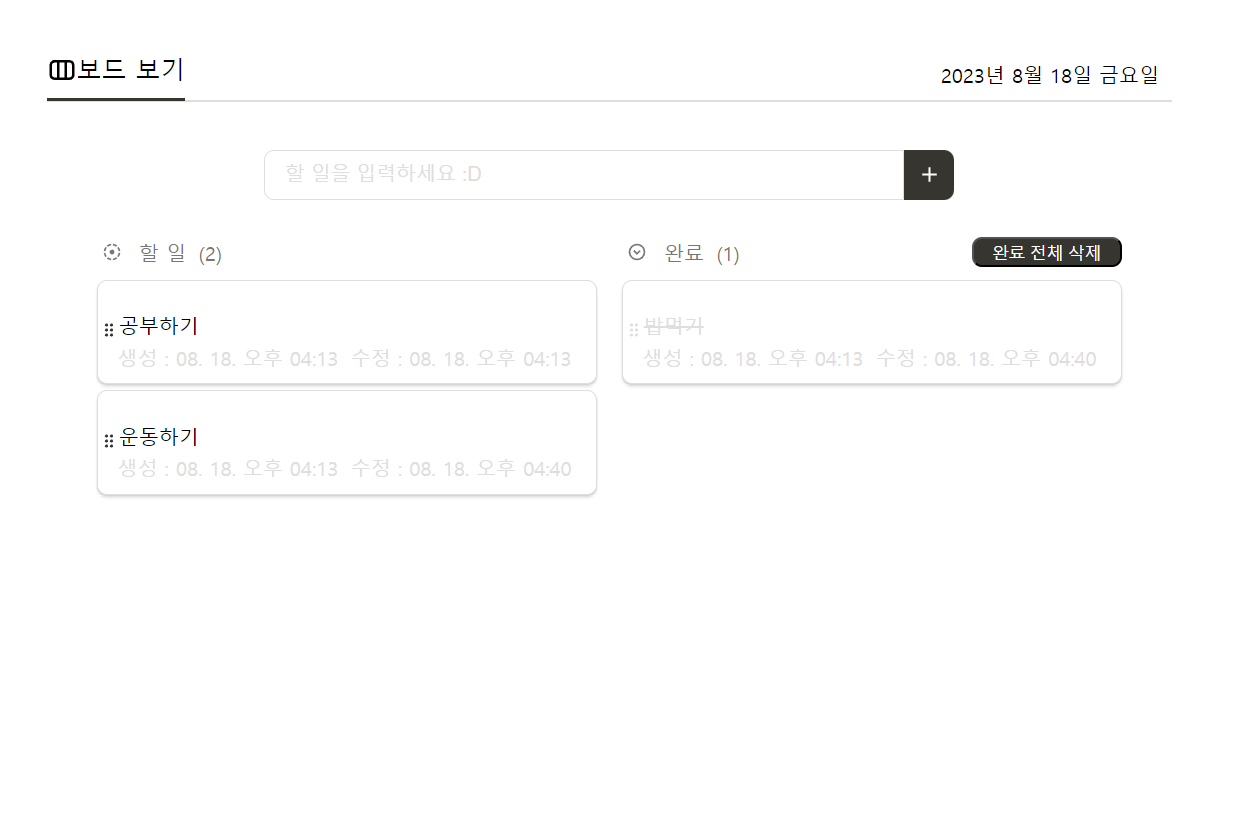 보드 보기
2023년 8월 18일 금요일
할 일을 입력하세요 :D
+
할 일 (2)
공부하기
생성 : 08. 18. 오후 04:13 수정 : 08. 18. 오후 04:13
운동하기
생성 : 08. 18. 오후 04:13 수정 : 08. 18. 오후 04:40
완료 (1)
완료 전체 삭제
밥먹기
생성 : 08. 18. 오후 04:13 수정 : 08. 18. 오후 04:40